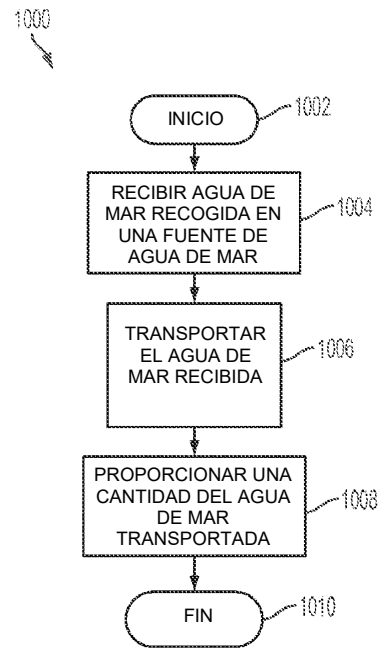 1000
INICIO
1002
RECIBIR AGUA DE
MAR RECOGIDA EN
UNA FUENTE DE
AGUA DE MAR
1004
TRANSPORTAR
EL AGUA DE
MAR RECIBIDA
1006
PROPORCIONAR UNA
CANTIDAD DEL AGUA
DE MAR
TRANSPORTADA
1008
FIN
1010